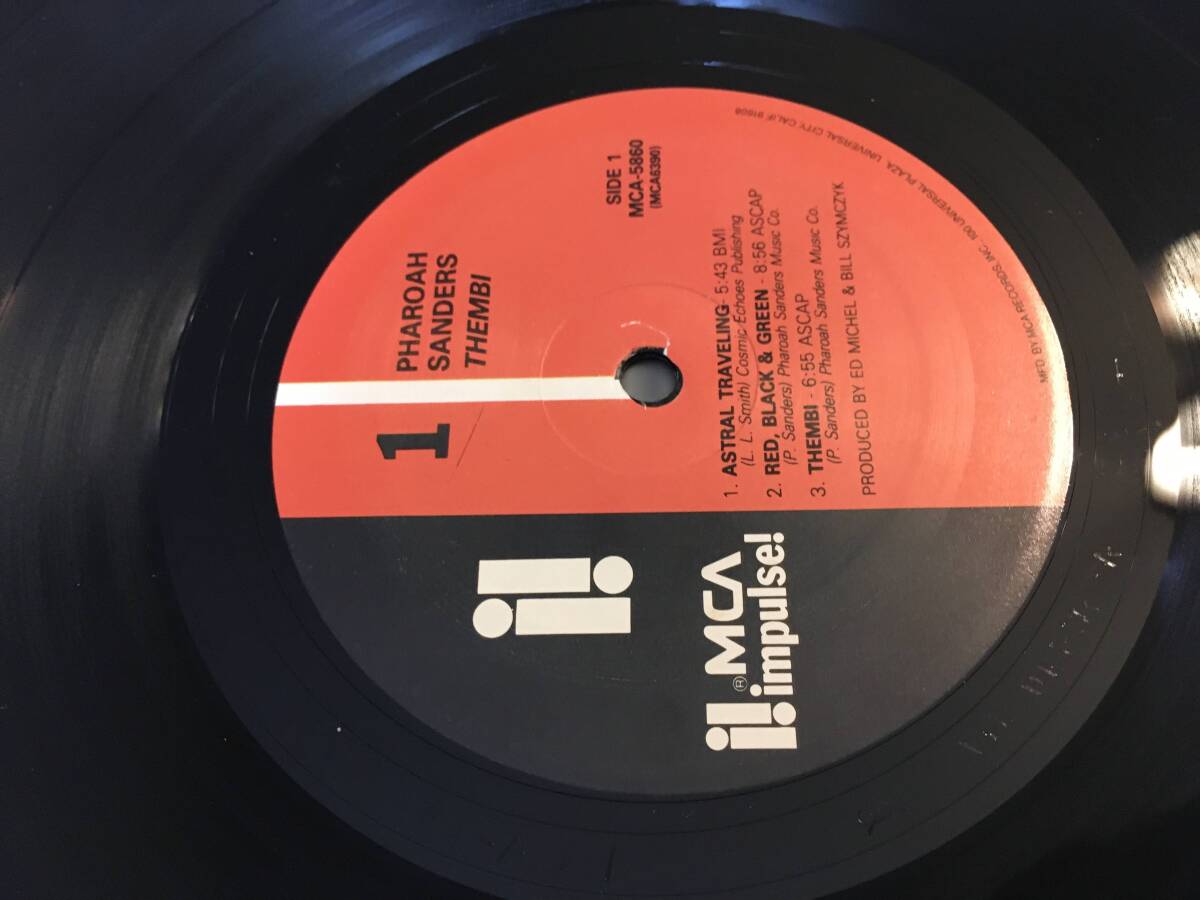 i!
® MCA
impulse!
1
PHAROAH
SANDERS
THEMBI
SIDE 1
MCA-5860
(MCA6390)
1. ASTRAL TRAVELING - 5:43 BMI
(L. L. Smith) Cosmic Echoes Publishing
2. RED, BLACK & GREEN - 8:56 ASCAP
(P. Sanders) Pharoah Sanders Music Co.
3. THEMBI - 6:55 ASCAP
(P. Sanders) Pharoah Sanders Music Co.
PRODUCED BY ED MICHEL & BILL SZYMCZYK
MFD. BY MCA RECORDS, INC., 100 UNIVERSAL PLAZA, UNIVERSAL CITY, CALIF. 91608